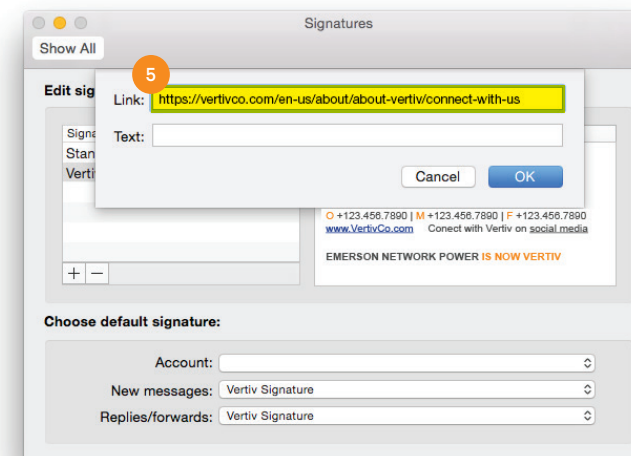 Signatures
Show All
5
Edit sig
Link: https://vertivco.com/en-us/about/about-vertiv/connect-with-us
Signa
Text:
Stan
Verti
Cancel OK
O +123.456.7890 | M +123.456.7890 | F +123.456.7890
www.VertivCo.com Conect with Vertiv on social media
EMERSON NETWORK POWER IS NOW VERTIV
+ −
Choose default signature:
Account:
New messages: Vertiv Signature
Replies/forwards: Vertiv Signature